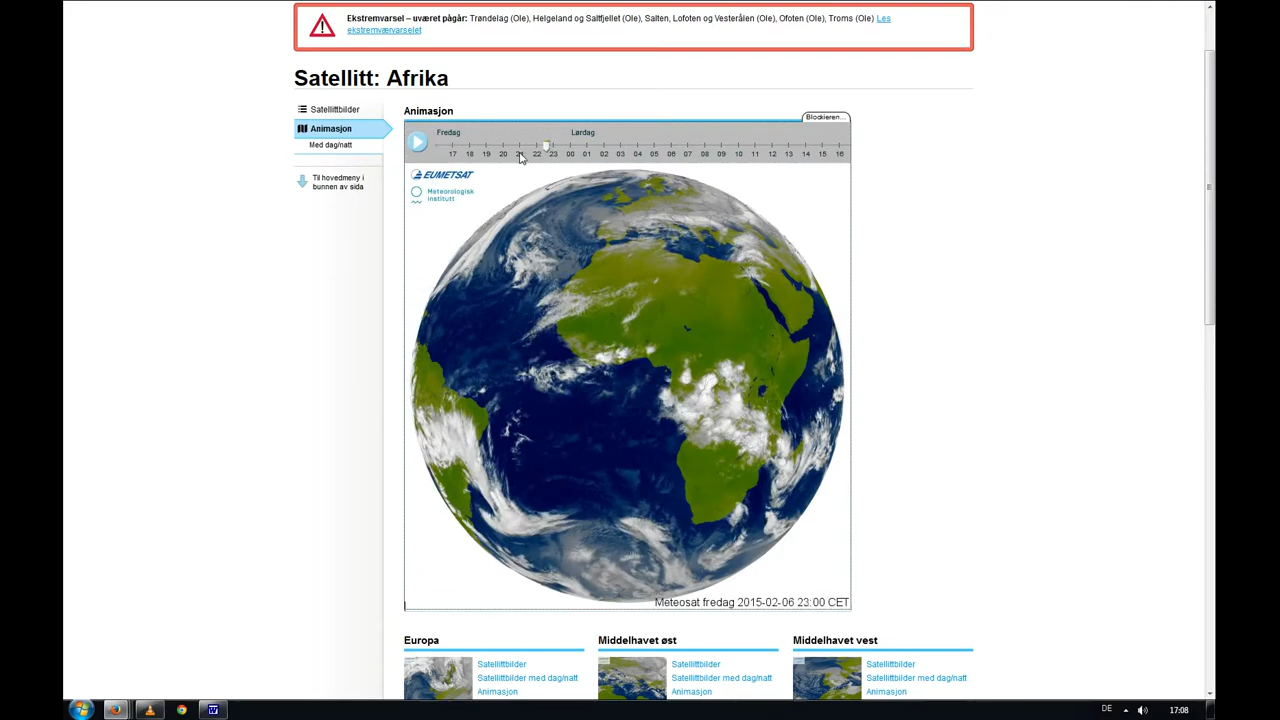 Ekstremvarsel – uværet pågår: Trøndelag (Ole), Helgeland og Saltfjellet (Ole), Salten, Lofoten og Vesterålen (Ole), Ofoten (Ole), Troms (Ole) Les
ekstremværvarselet
Satellitt: Afrika
Satellittbilder
Animasjon
Med dag/natt
Til hovedmeny i
bunnen av sida
Animasjon
Blockieren...
Fredag Lørdag
17 18 19 20 21 22 23 00 01 02 03 04 05 06 07 08 09 10 11 12 13 14 15 16
EUMETSAT
Meteorologisk
institutt
Meteosat fredag 2015-02-06 23:00 CET
Europa
Satellittbilder
Satellittbilder med dag/natt
Animasjon
Middelhavet øst
Satellittbilder
Satellittbilder med dag/natt
Animasjon
Middelhavet vest
Satellittbilder
Satellittbilder med dag/natt
Animasjon
DE
17:08